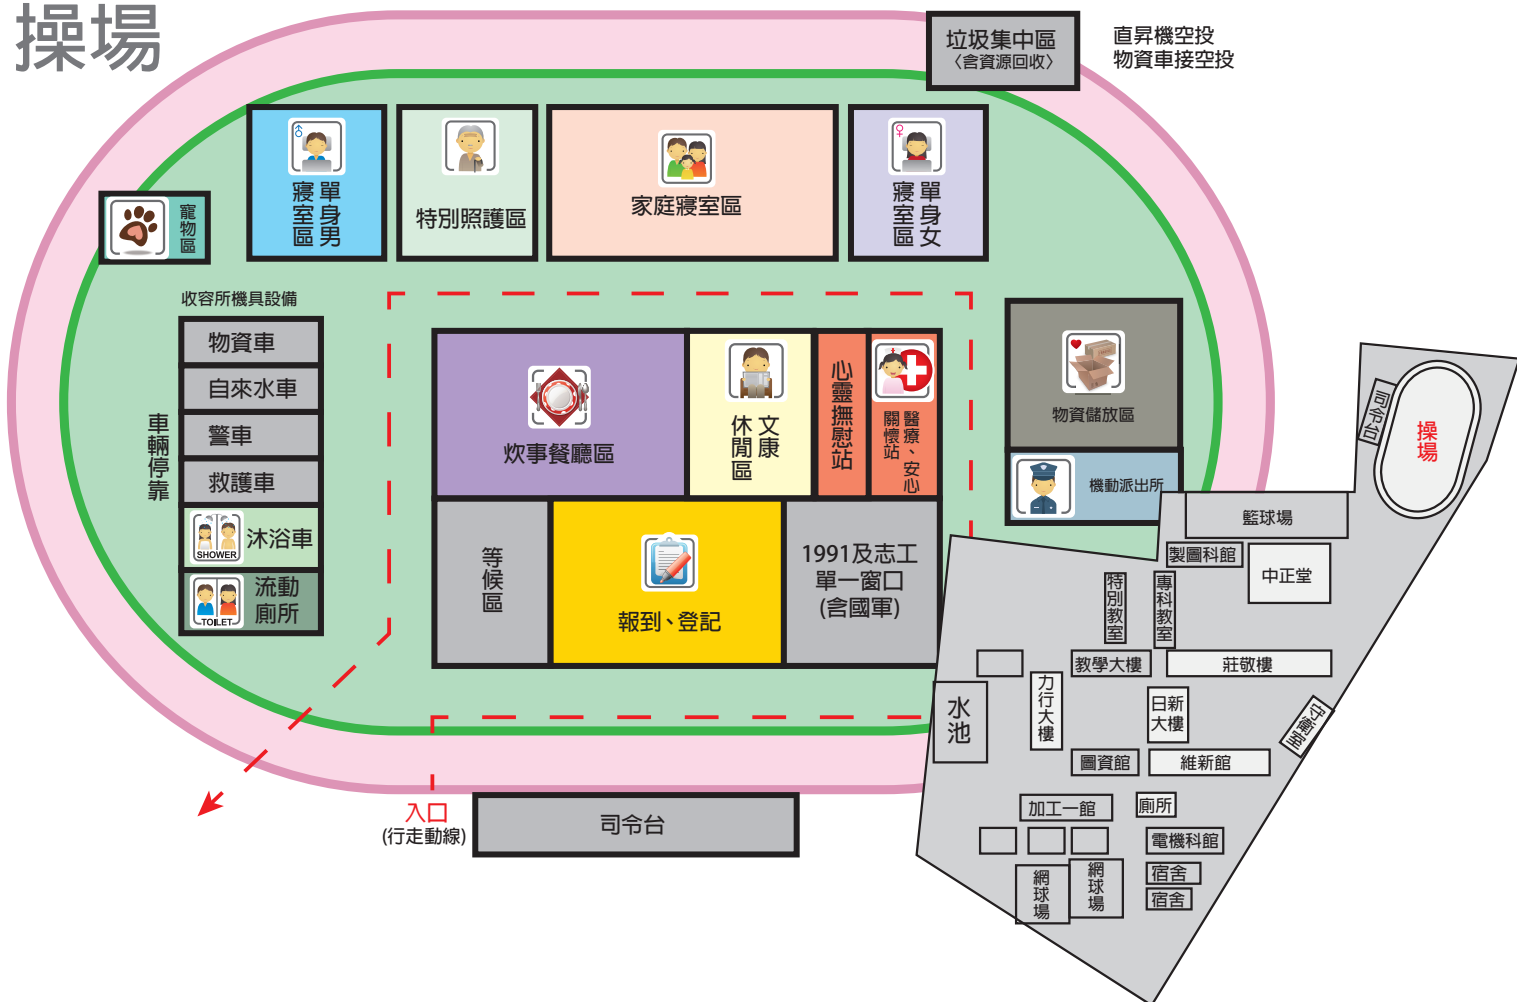 操場
垃圾集中區
〈含資源回收〉
直昇機空投
物資車接空投
單身男
寢室區
特別照護區
家庭寢室區
單身女
寢室區
寵物區
收容所機具設備
車輛停靠
物資車
自來水車
警車
救護車
SHOWER
沐浴車
TOILET
流動
廁所
炊事餐廳區
文康
休閒區
心靈撫慰站
醫療、安心
關懷站
等候區
報到、登記
1991及志工
單一窗口
(含國軍)
物資儲放區
機動派出所
入口
(行走動線)
司令台
司令台
操場
籃球場
製圖科館
中正堂
特別教室
專科教室
教學大樓
莊敬樓
水池
力行大樓
日新
大樓
守衛室
圖資館
維新館
加工一館
廁所
電機科館
網球場
網球場
宿舍
宿舍